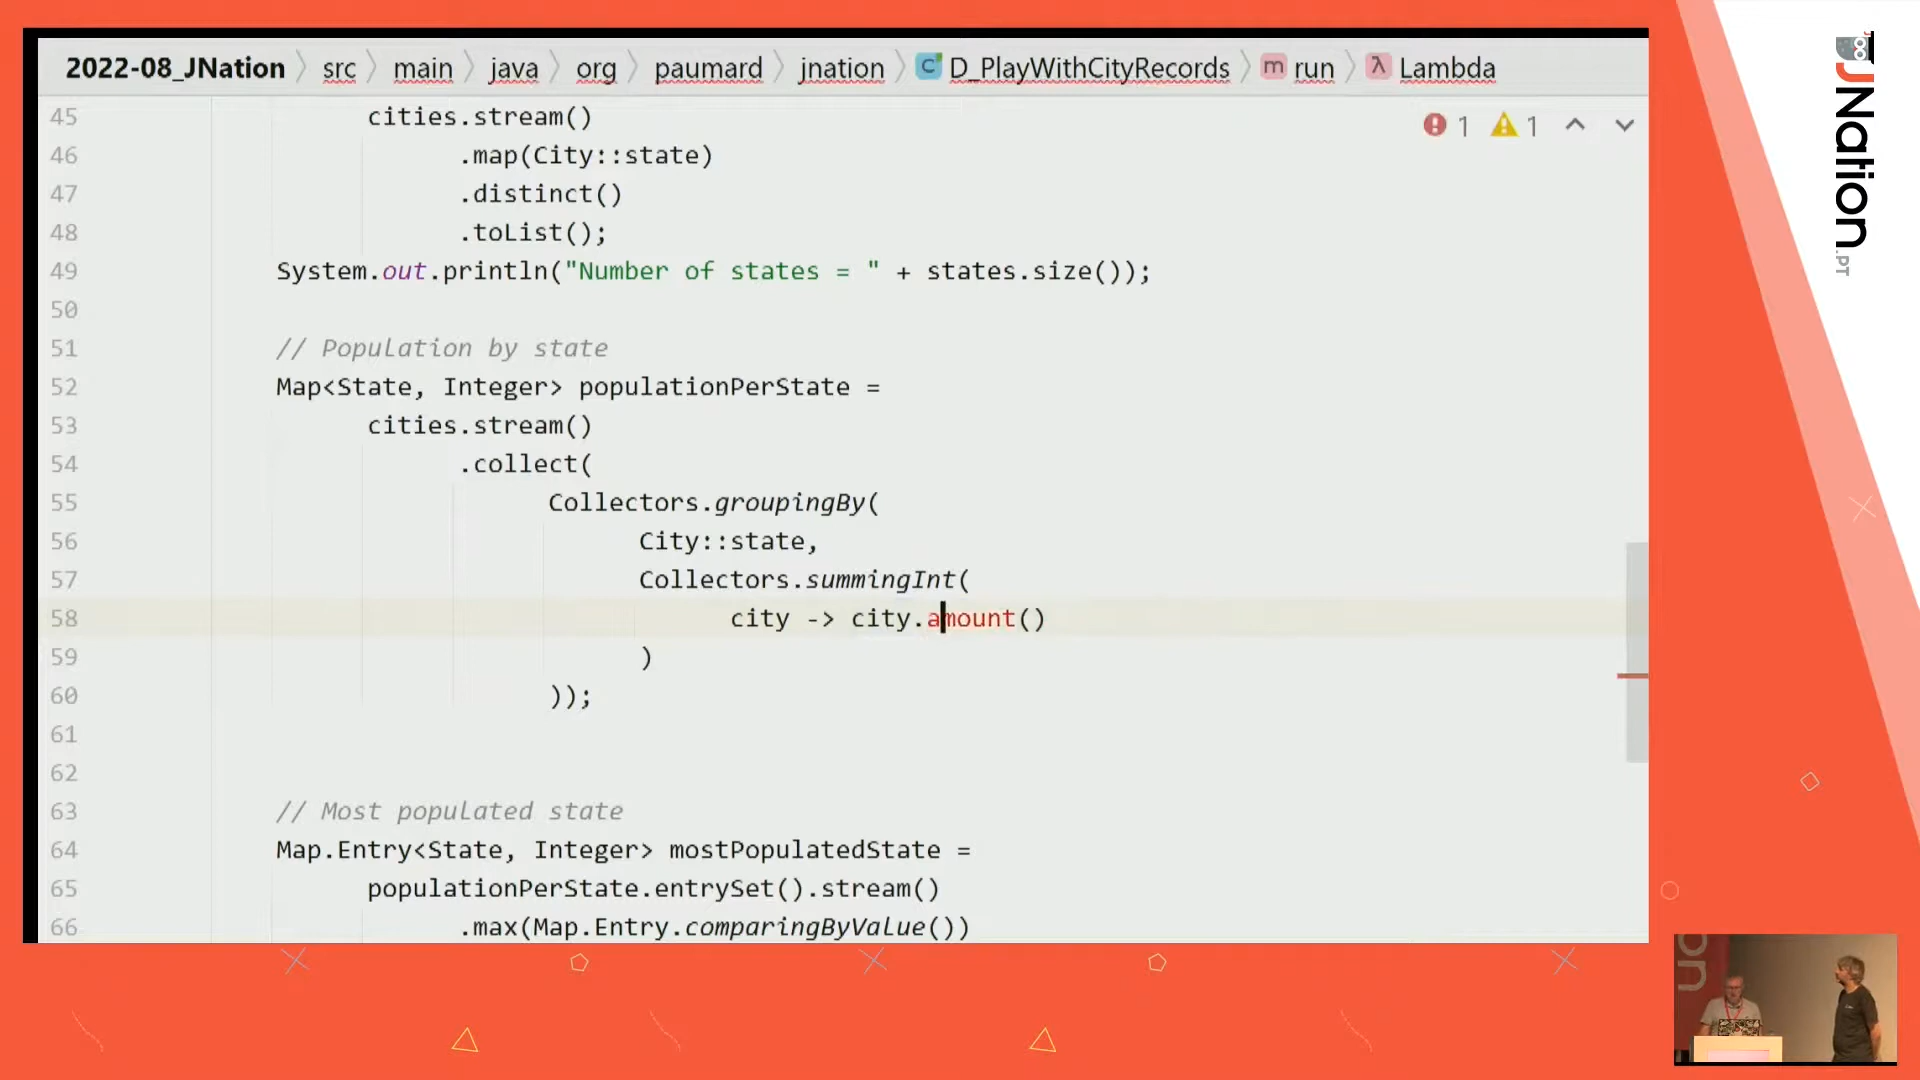 2022-08_JNation src main java org paumard jnation C D_PlayWithCityRecords m run λ Lambda
1 1
45 cities.stream()
46 .map(City::state)
47 .distinct()
48 .toList();
49 System.out.println("Number of states = " + states.size());
50
51 // Population by state
52 Map<State, Integer> populationPerState =
53 cities.stream()
54 .collect(
55 Collectors.groupingBy(
56 City::state,
57 Collectors.summingInt(
58 city -> city.amount()
59 )
60 ));
61
62
63 // Most populated state
64 Map.Entry<State, Integer> mostPopulatedState =
65 populationPerState.entrySet().stream()
66 .max(Map.Entry.comparingByValue())
JNation
.PT
on